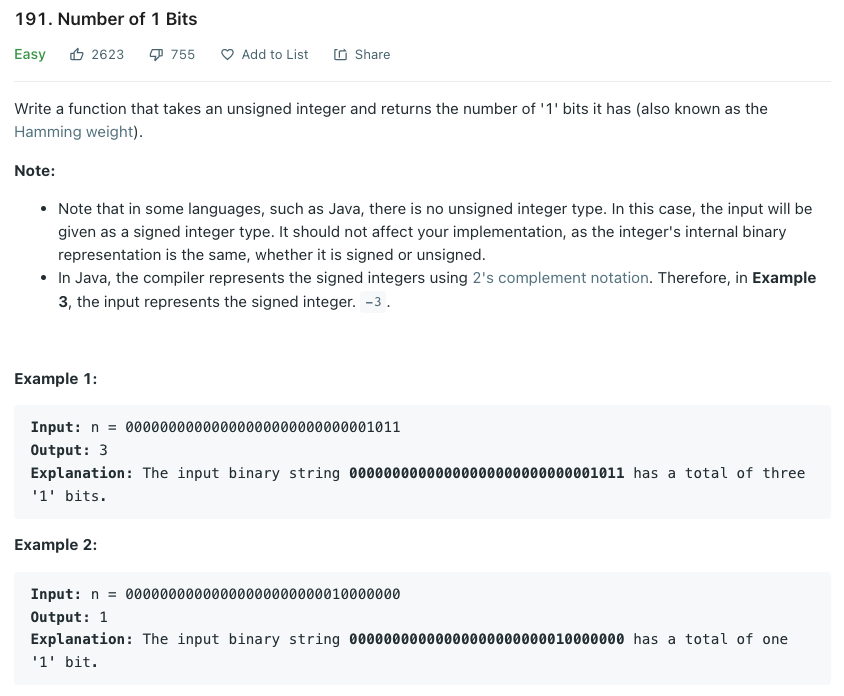 191. Number of 1 Bits
Easy 2623 755 Add to List Share
Write a function that takes an unsigned integer and returns the number of '1' bits it has (also known as the
Hamming weight).
Note:
• Note that in some languages, such as Java, there is no unsigned integer type. In this case, the input will be
given as a signed integer type. It should not affect your implementation, as the integer's internal binary
representation is the same, whether it is signed or unsigned.
• In Java, the compiler represents the signed integers using 2's complement notation. Therefore, in Example
3, the input represents the signed integer. -3 .
Example 1:
Input: n = 00000000000000000000000000001011
Output: 3
Explanation: The input binary string 00000000000000000000000000001011 has a total of three
'1' bits.
Example 2:
Input: n = 00000000000000000000000010000000
Output: 1
Explanation: The input binary string 00000000000000000000000010000000 has a total of one
'1' bit.